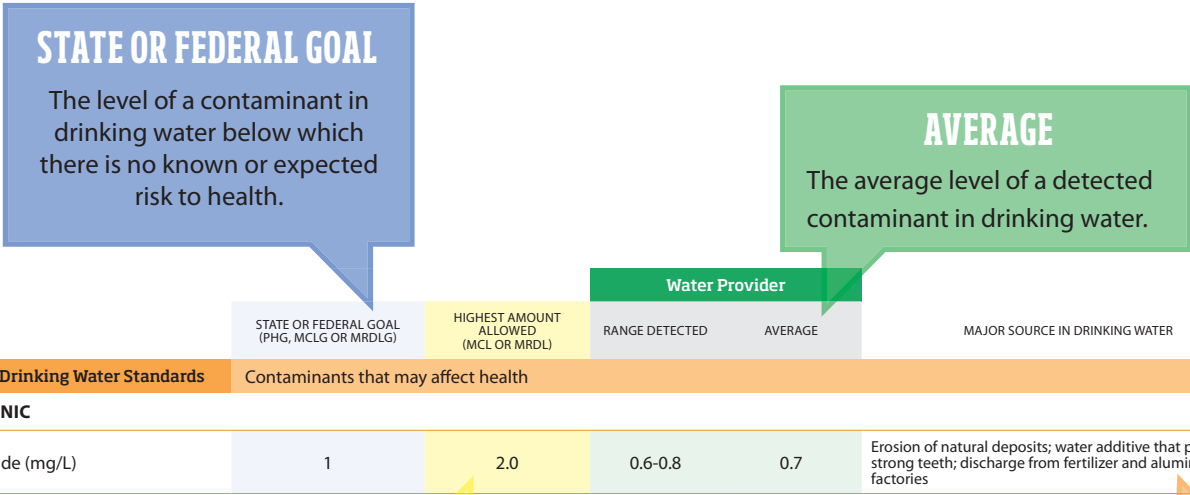 STATE OR FEDERAL GOAL
The level of a contaminant in
drinking water below which
there is no known or expected
risk to health.
AVERAGE
The average level of a detected
contaminant in drinking water.
Water Provider
STATE OR FEDERAL GOAL
(PHG, MCLG OR MRDLG)
HIGHEST AMOUNT
ALLOWED
(MCL OR MRDL)
RANGE DETECTED
AVERAGE
MAJOR SOURCE IN DRINKING WATER
Drinking Water Standards
Contaminants that may affect health
NIC
de (mg/L)
1
2.0
0.6-0.8
0.7
Erosion of natural deposits; water additive that p
strong teeth; discharge from fertilizer and alumin
factories